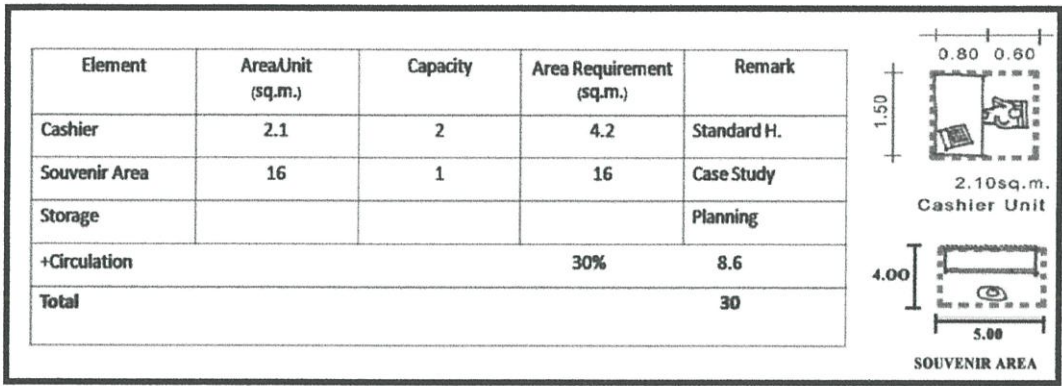 Element Area/Unit (sq.m.) Capacity Area Requirement (sq.m.) Remark
Cashier 2.1 2 4.2 Standard H.
Souvenir Area 16 1 16 Case Study
Storage Planning
+Circulation 30% 8.6
Total 30
0.80 0.60
1.50
2.10sq.m.
Cashier Unit
4.00
5.00
SOUVENIR AREA